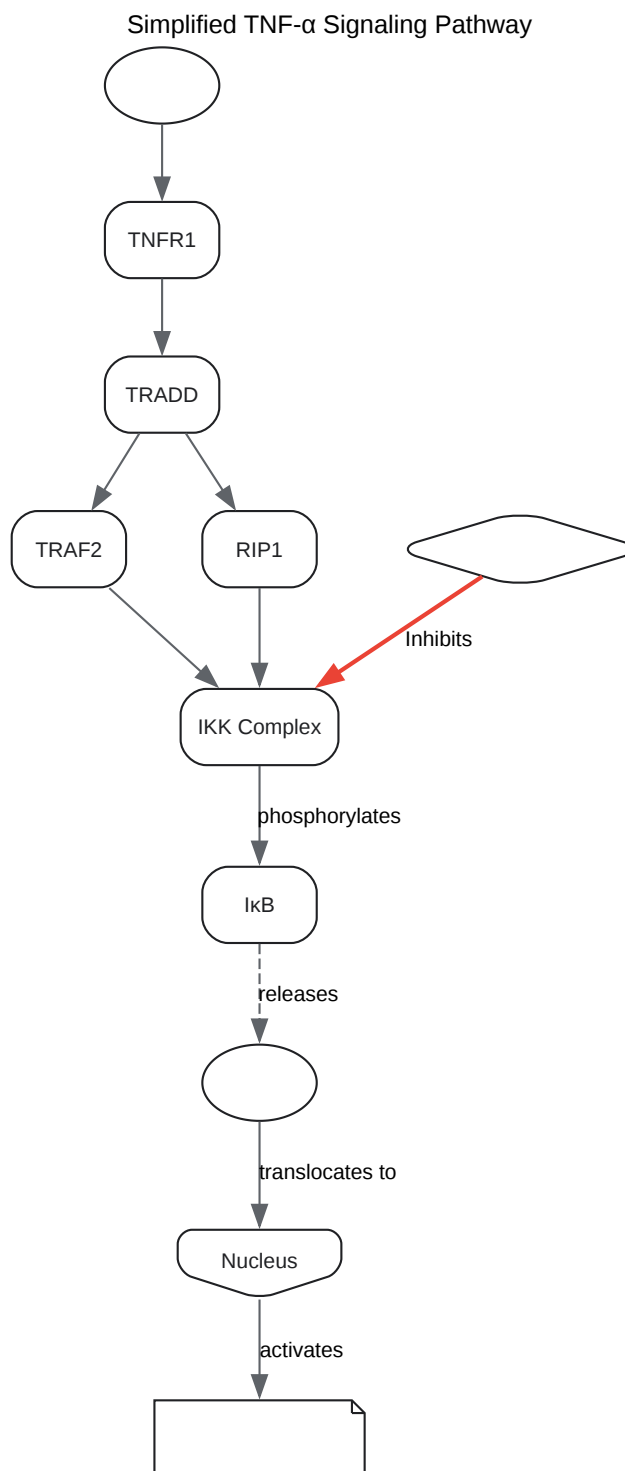 Simplified TNF-α Signaling Pathway
TNFR1
TRADD
TRAF2
RIP1
Inhibits
IKK Complex
phosphorylates
IκB
releases
translocates to
Nucleus
activates